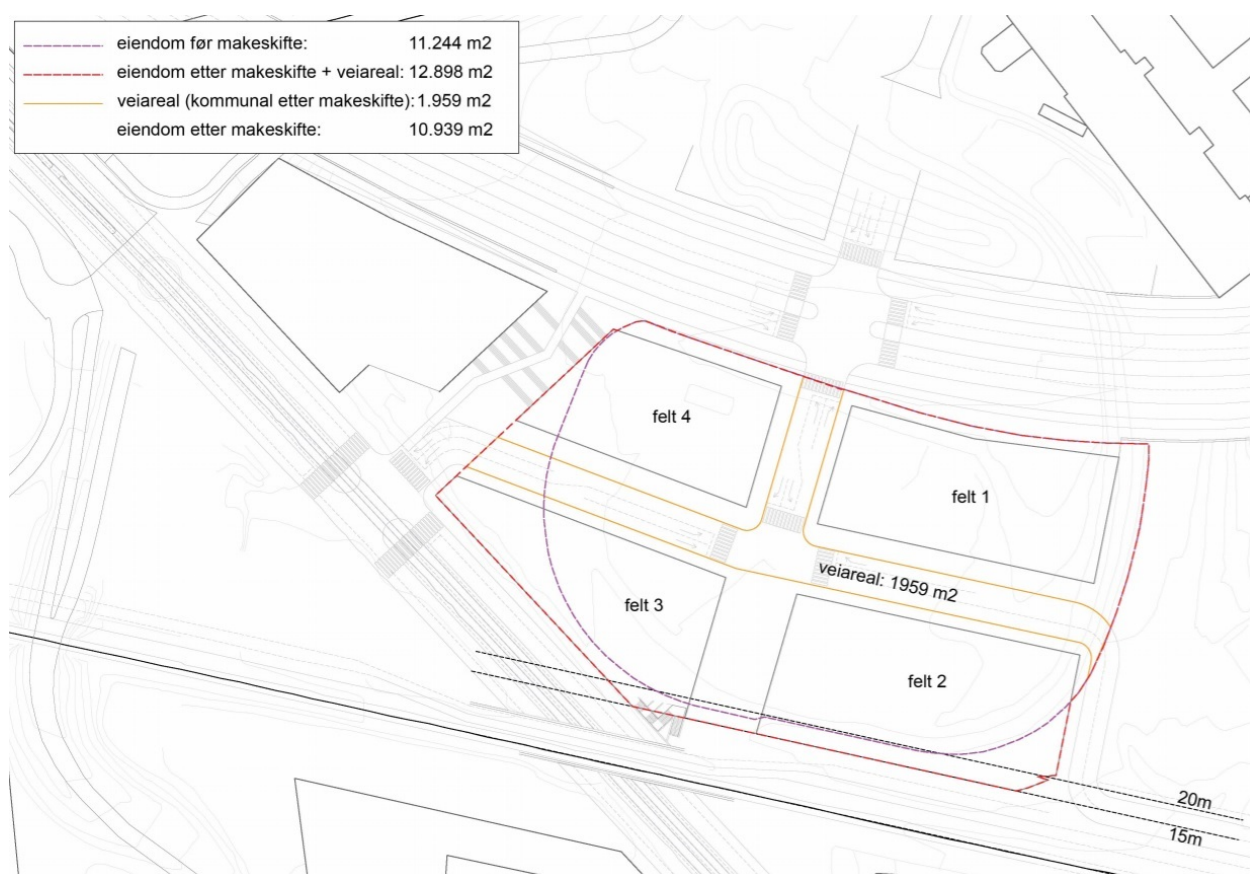 eiendom før makeskifte: 11.244 m2
eiendom etter makeskifte + veiareal: 12.898 m2
veiareal (kommunal etter makeskifte): 1.959 m2
eiendom etter makeskifte: 10.939 m2
felt 4
felt 1
veiareal: 1959 m2
felt 3
felt 2
20m
15m